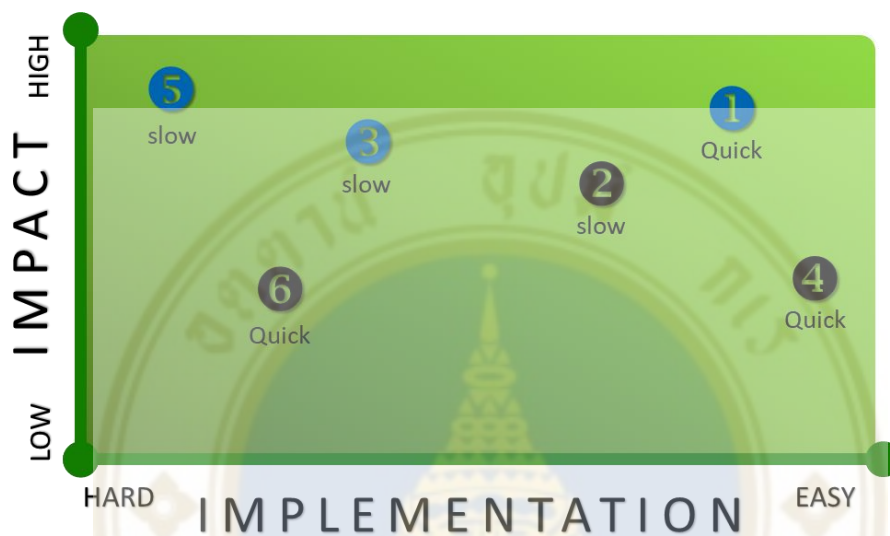 HIGH
IMPACT
LOW
5
slow
3
slow
1
Quick
2
slow
6
Quick
4
Quick
HARD
IMPLEMENTATION
EASY